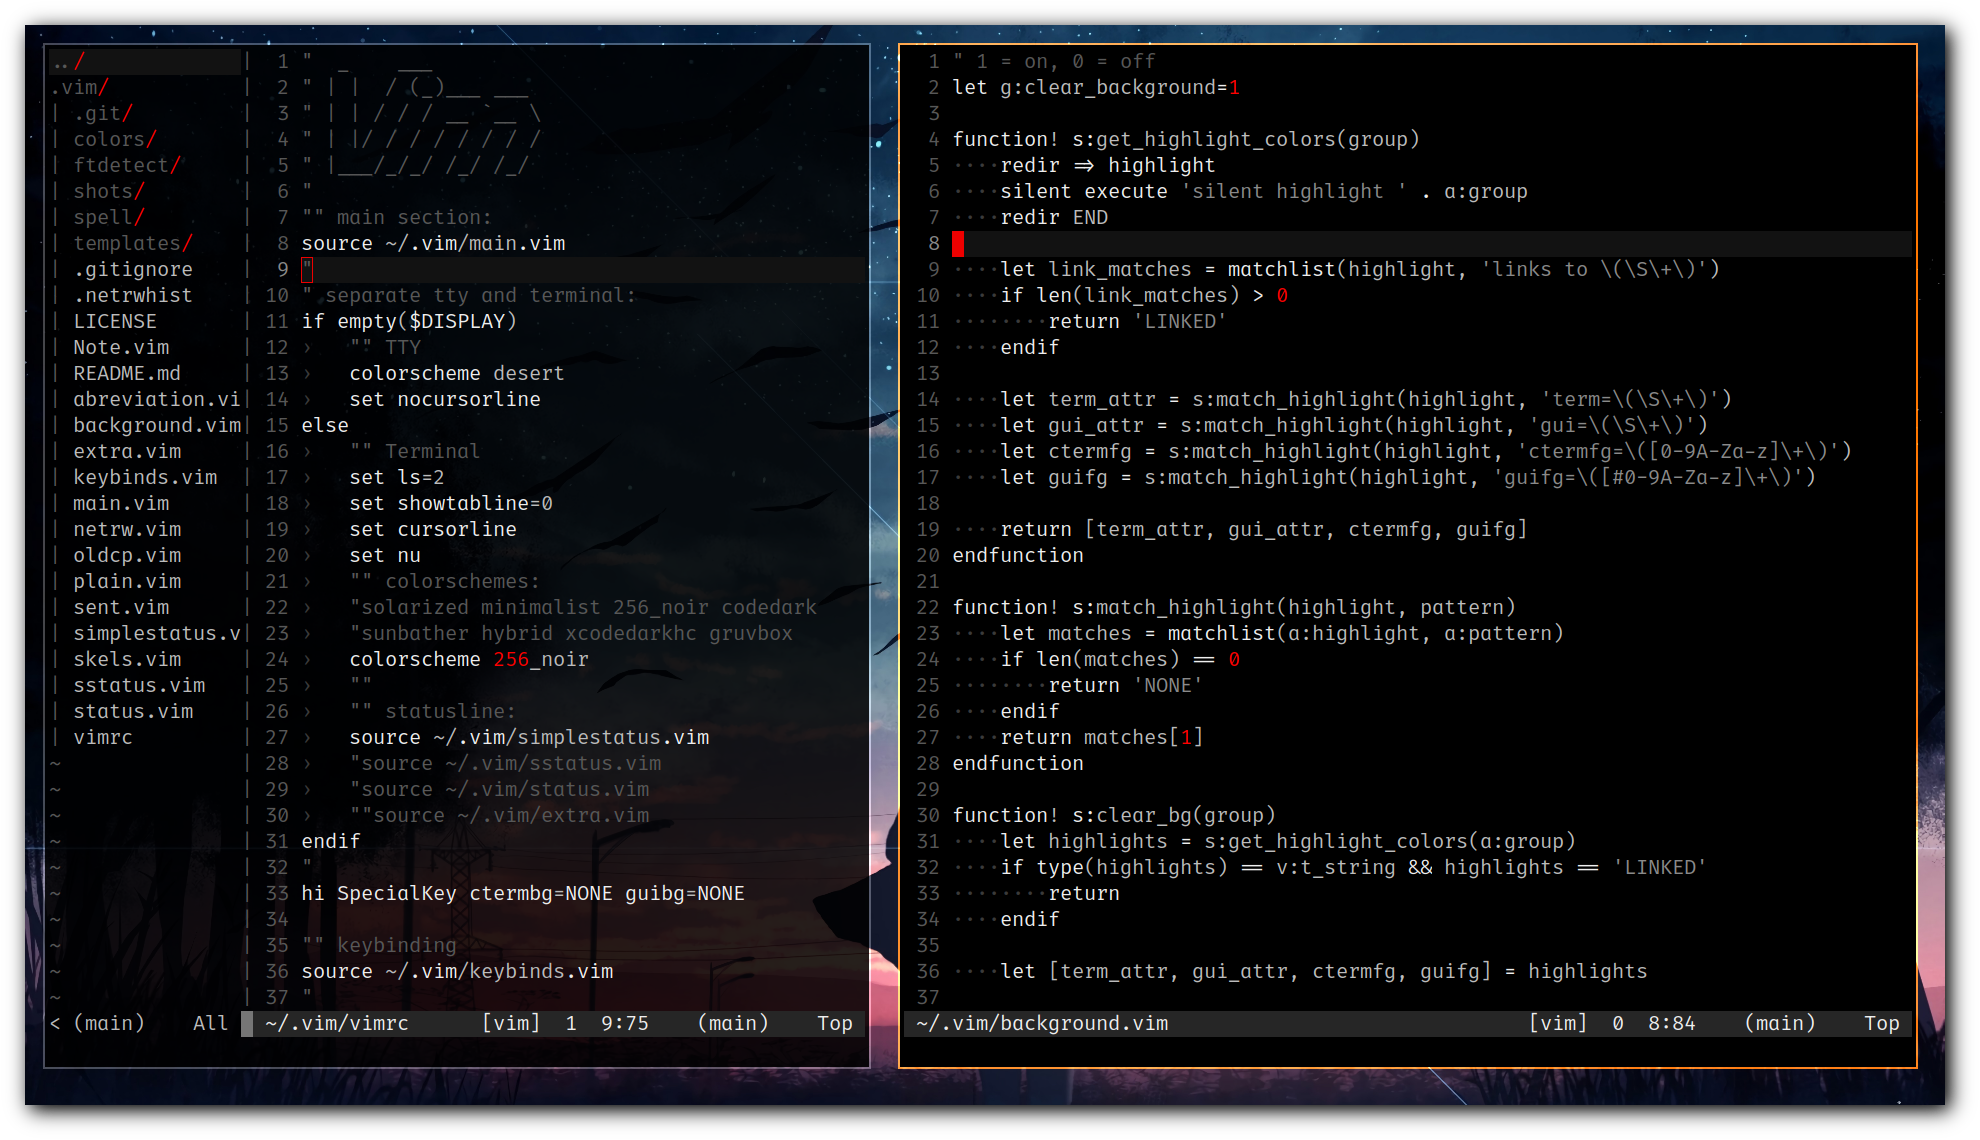 ../
.vim/
| .git/
| colors/
| ftdetect/
| shots/
| spell/
| templates/
| .gitignore
| .netrwhist
| LICENSE
| Note.vim
| README.md
| abreviation.vi
| background.vim
| extra.vim
| keybinds.vim
| main.vim
| netrw.vim
| oldcp.vim
| plain.vim
| sent.vim
| simplestatus.v
| skels.vim
| sstatus.vim
| status.vim
| vimrc
~
~
~
~
~
~
~
~
~
~
< (main)    All
1 "  _    ___
2 " | |  / (_)___ ___
3 " | | / / / __ `__ \
4 " | |/ / / / / / / /
5 " |___/_/_/ /_/ /_/
6 "
7 "" main section:
8 source ~/.vim/main.vim
9 "
10 " separate tty and terminal:
11 if empty($DISPLAY)
12 ›   "" TTY
13 ›   colorscheme desert
14 ›   set nocursorline
15 else
16 ›   "" Terminal
17 ›   set ls=2
18 ›   set showtabline=0
19 ›   set cursorline
20 ›   set nu
21 ›   "" colorschemes:
22 ›   "solarized minimalist 256_noir codedark
23 ›   "sunbather hybrid xcodedarkhc gruvbox
24 ›   colorscheme 256_noir
25 ›   ""
26 ›   "" statusline:
27 ›   source ~/.vim/simplestatus.vim
28 ›   "source ~/.vim/sstatus.vim
29 ›   "source ~/.vim/status.vim
30 ›   ""source ~/.vim/extra.vim
31 endif
32 "
33 hi SpecialKey ctermbg=NONE guibg=NONE
34
35 "" keybinding
36 source ~/.vim/keybinds.vim
37 "
~/.vim/vimrc      [vim]  1  9:75    (main)    Top
1 " 1 = on, 0 = off
2 let g:clear_background=1
3
4 function! s:get_highlight_colors(group)
5 ····redir => highlight
6 ····silent execute 'silent highlight ' . a:group
7 ····redir END
8
9 ····let link_matches = matchlist(highlight, 'links to \(\S\+\)')
10 ····if len(link_matches) > 0
11 ········return 'LINKED'
12 ····endif
13
14 ····let term_attr = s:match_highlight(highlight, 'term=\(\S\+\)')
15 ····let gui_attr = s:match_highlight(highlight, 'gui=\(\S\+\)')
16 ····let ctermfg = s:match_highlight(highlight, 'ctermfg=\([0-9A-Za-z]\+\)')
17 ····let guifg = s:match_highlight(highlight, 'guifg=\([#0-9A-Za-z]\+\)')
18
19 ····return [term_attr, gui_attr, ctermfg, guifg]
20 endfunction
21
22 function! s:match_highlight(highlight, pattern)
23 ····let matches = matchlist(a:highlight, a:pattern)
24 ····if len(matches) == 0
25 ········return 'NONE'
26 ····endif
27 ····return matches[1]
28 endfunction
29
30 function! s:clear_bg(group)
31 ····let highlights = s:get_highlight_colors(a:group)
32 ····if type(highlights) == v:t_string && highlights == 'LINKED'
33 ········return
34 ····endif
35
36 ····let [term_attr, gui_attr, ctermfg, guifg] = highlights
37
~/.vim/background.vim      [vim]  0  8:84    (main)    Top